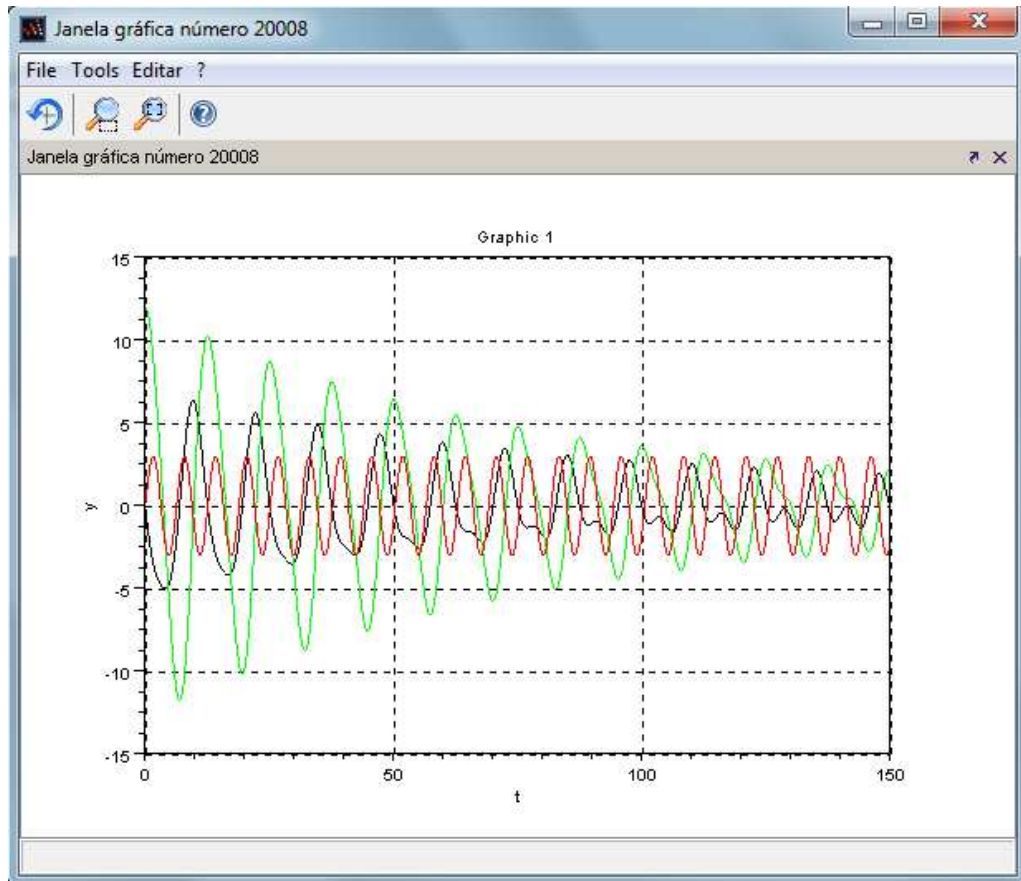 Janela gráfica número 20008
File Tools Editar ?
Janela gráfica número 20008
Graphic 1
15
10
5
0
-5
-10
-15
y
0 50 100 150
t